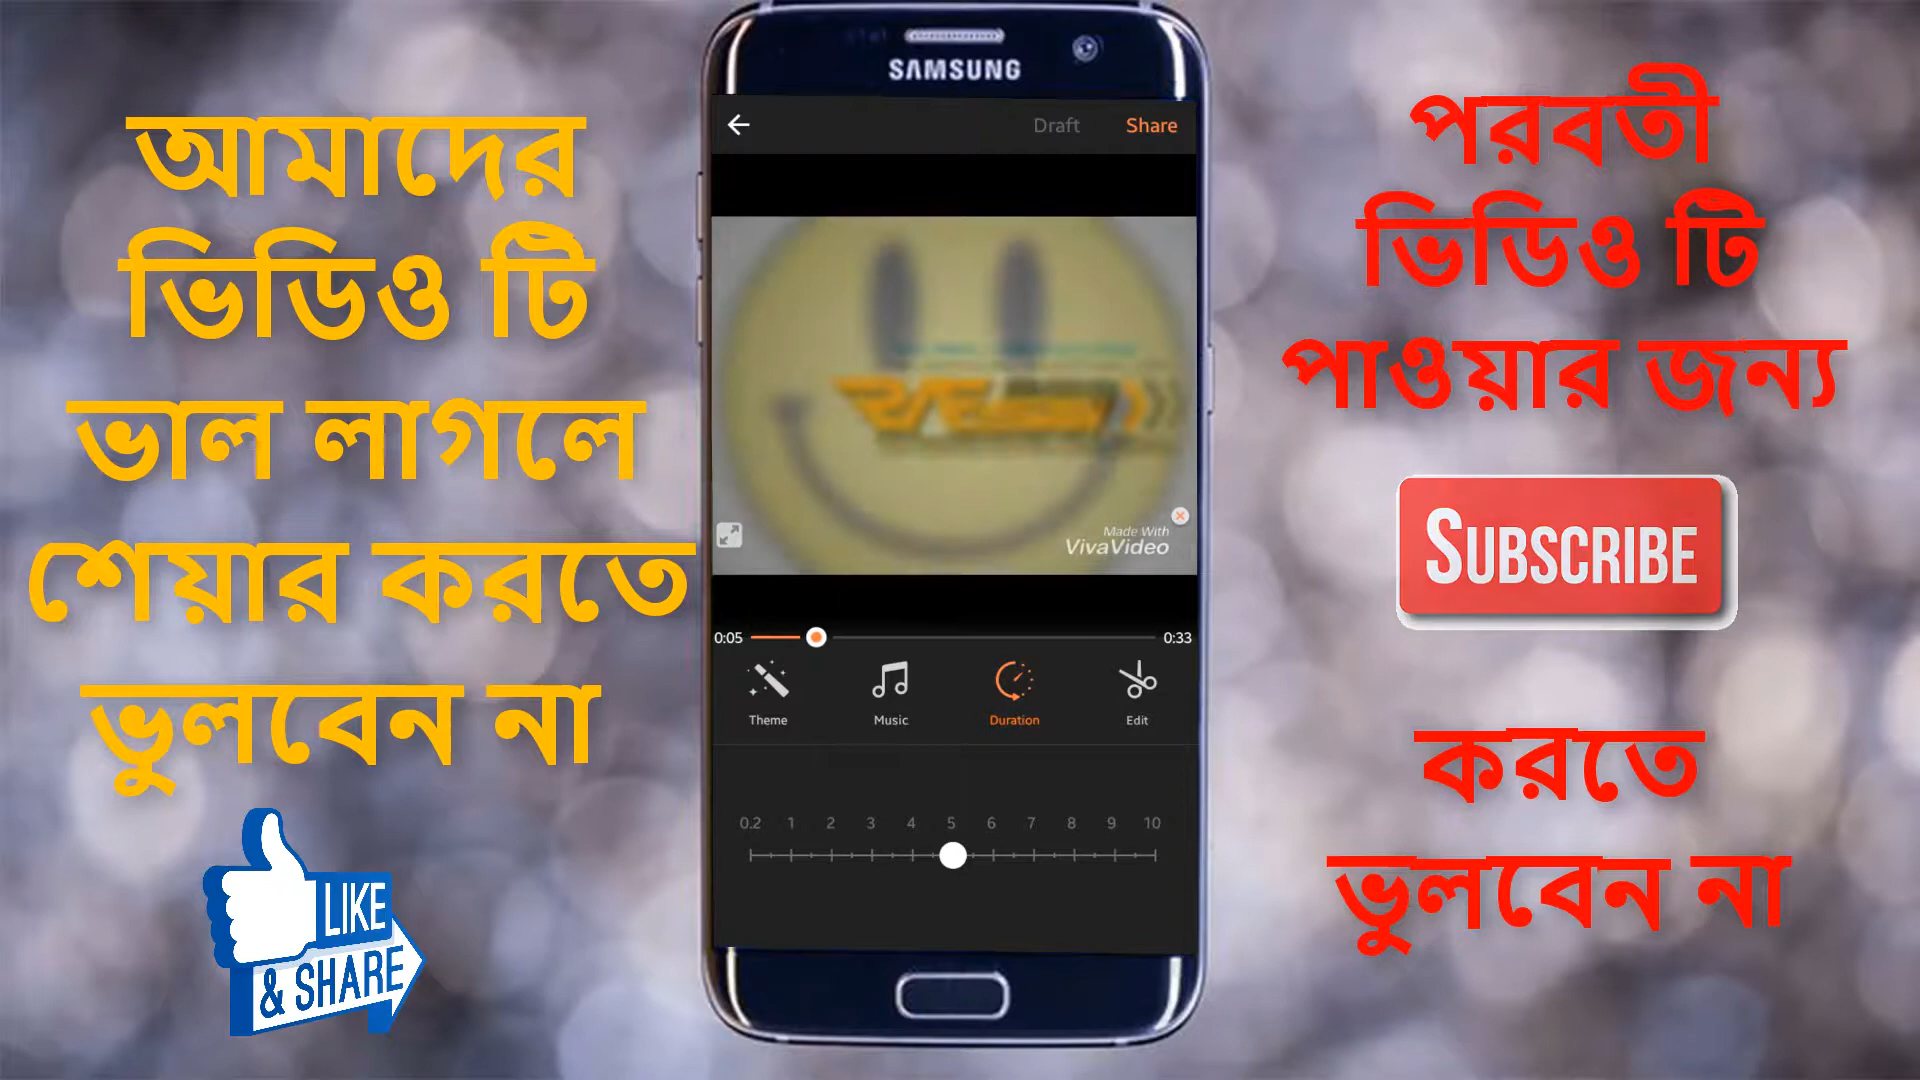 আমাদের
ভিডিও টি
ভাল লাগলে
শেয়ার করতে
ভুলবেন না
LIKE
& SHARE
SAMSUNG
Draft Share
Made With
VivaVideo
0:05 0:33
Theme Music Duration Edit
0.2 1 2 3 4 5 6 7 8 9 10
পরবতী
ভিডিও টি
পাওয়ার জন্য
SUBSCRIBE
করতে
ভুলবেন না